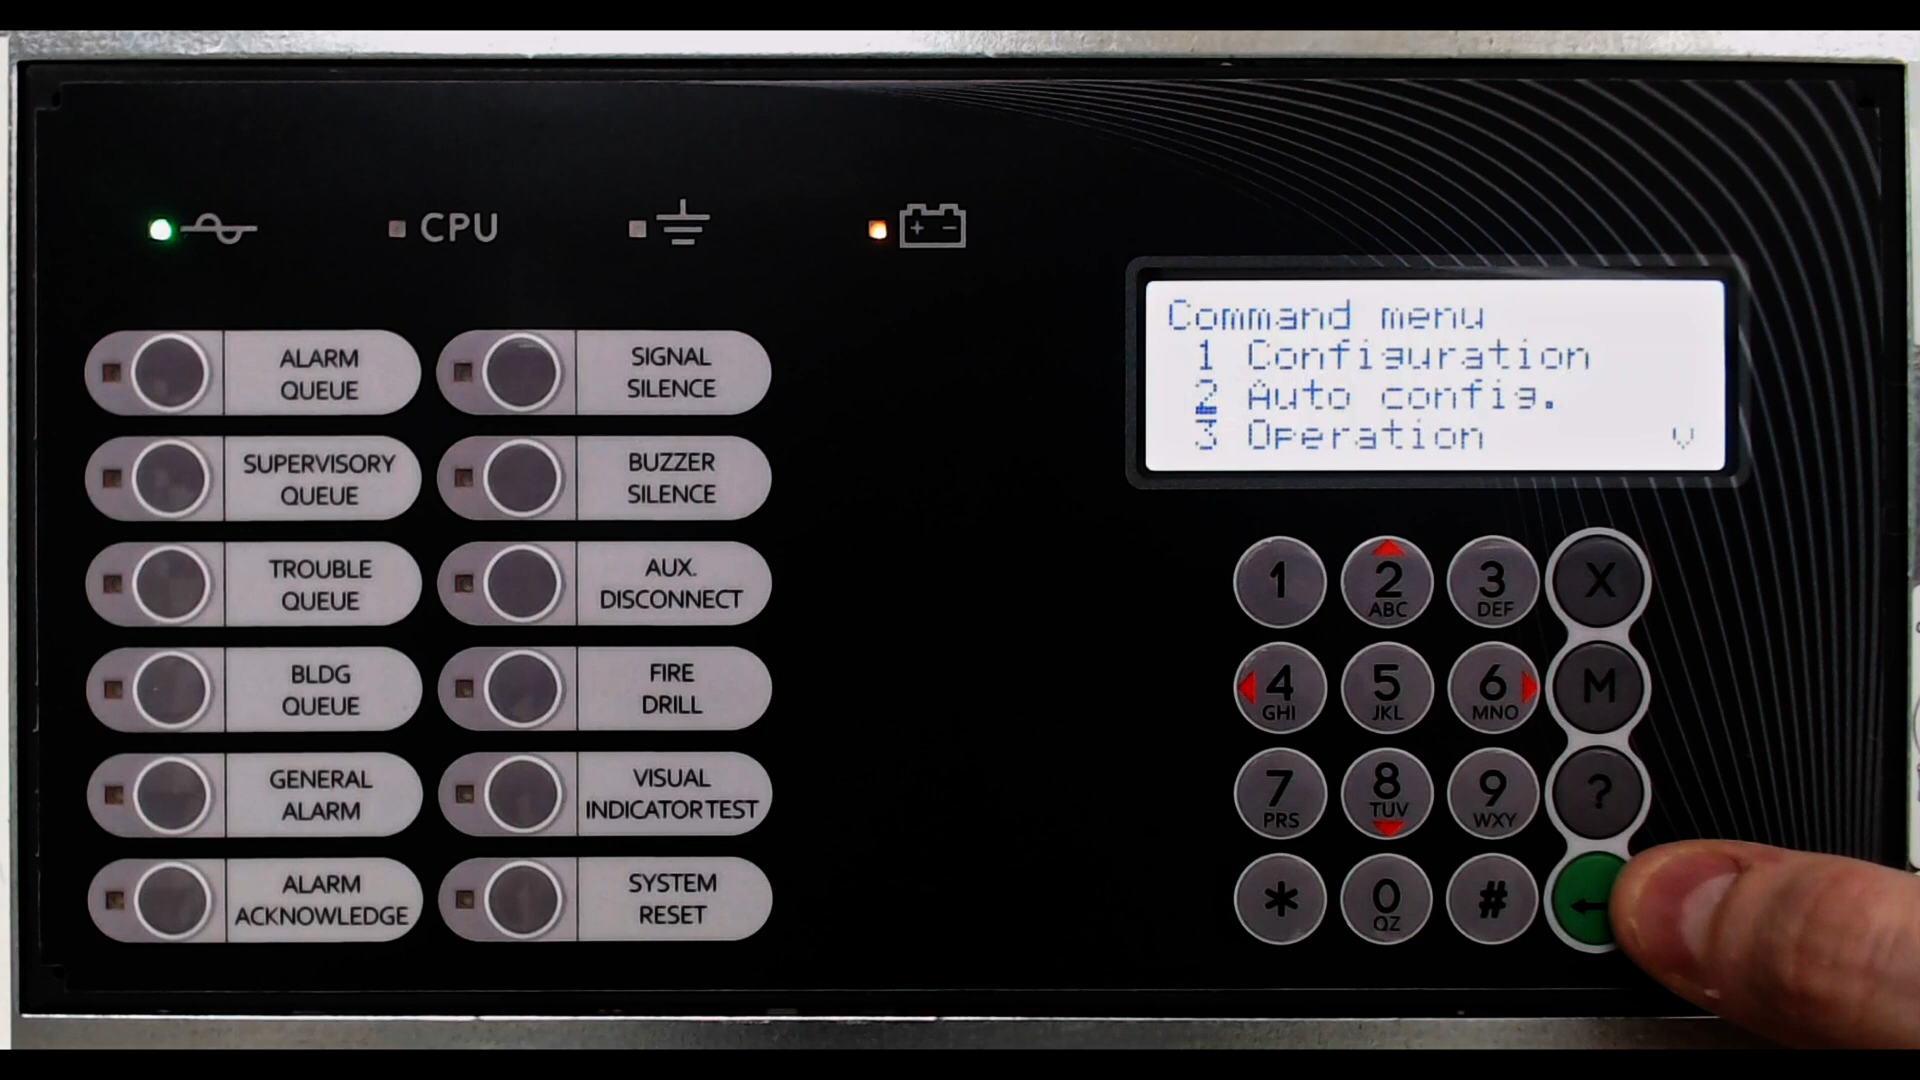 CPU
+ -
ALARM
QUEUE
SIGNAL
SILENCE
SUPERVISORY
QUEUE
BUZZER
SILENCE
TROUBLE
QUEUE
AUX.
DISCONNECT
BLDG
QUEUE
FIRE
DRILL
GENERAL
ALARM
VISUAL
INDICATOR TEST
ALARM
ACKNOWLEDGE
SYSTEM
RESET
Command menu
1 Configuration
2 Auto config.
3 Operation v
1 2 3 X
ABC DEF
4 5 6 M
GHI JKL MNO
7 8 9 ?
PRS TUV WXY
* 0 #
QZ